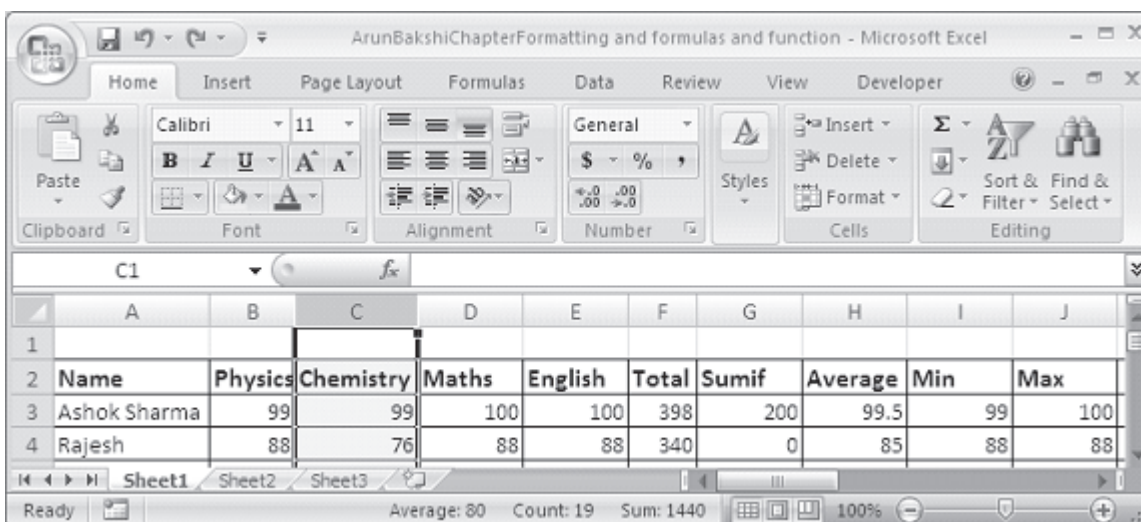 ArunBakshiChapterFormatting and formulas and function - Microsoft Excel
Home Insert Page Layout Formulas Data Review View Developer
Calibri 11 General Insert Σ
B I U A A $ % , Delete
Paste Styles Format Sort & Filter Find & Select
Clipboard Font Alignment Number Cells Editing
C1 fx
A B C D E F G H I J
1
2 Name Physics Chemistry Maths English Total Sumif Average Min Max
3 Ashok Sharma 99 99 100 100 398 200 99.5 99 100
4 Rajesh 88 76 88 88 340 0 85 88 88
Sheet1 Sheet2 Sheet3
Ready Average: 80 Count: 19 Sum: 1440 100%